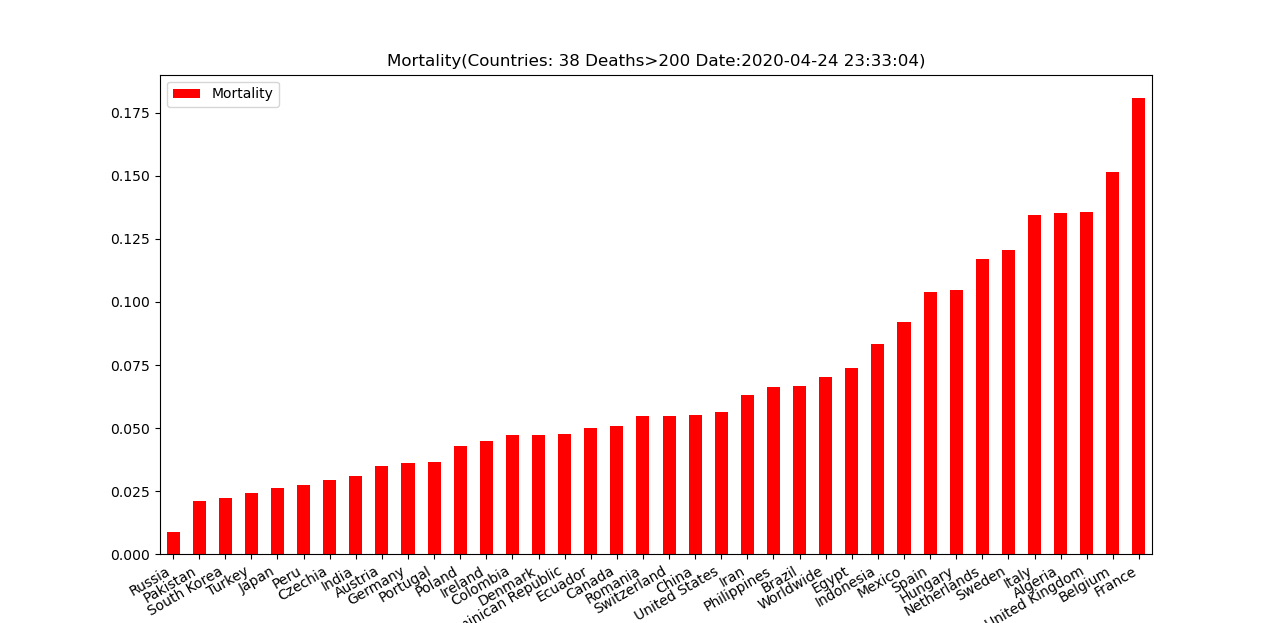 Mortality(Countries: 38 Deaths>200 Date:2020-04-24 23:33:04)
Mortality
0.175
0.150
0.125
0.100
0.075
0.050
0.025
0.000
Russia
Pakistan
South Korea
Turkey
Japan
Peru
Czechia
India
Austria
Germany
Portugal
Poland
Ireland
Colombia
Denmark
inican Republic
Ecuador
Canada
Romania
Switzerland
China
United States
Iran
Philippines
Brazil
Worldwide
Egypt
Indonesia
Mexico
Spain
Hungary
Netherlands
Sweden
Italy
Algeria
United Kingdom
Belgium
France